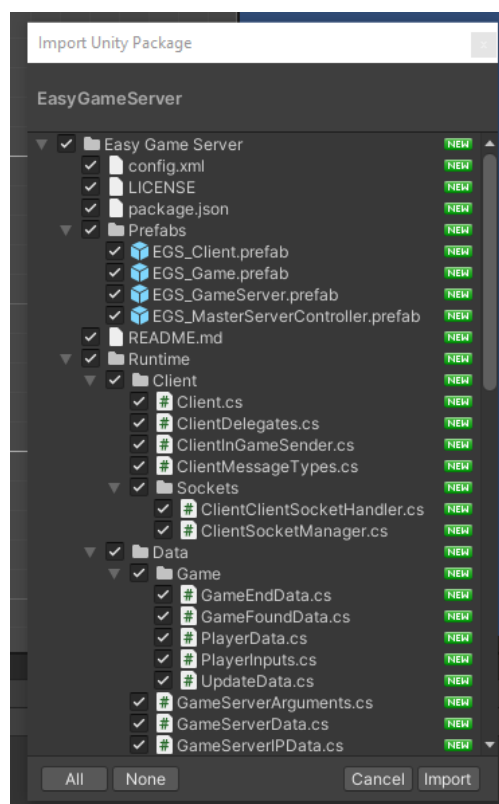 Import Unity Package
x
EasyGameServer
Easy Game Server NEW
config.xml NEW
LICENSE NEW
package.json NEW
Prefabs NEW
EGS_Client.prefab NEW
EGS_Game.prefab NEW
EGS_GameServer.prefab NEW
EGS_MasterServerController.prefab NEW
README.md NEW
Runtime NEW
Client NEW
# Client.cs NEW
# ClientDelegates.cs NEW
# ClientInGameSender.cs NEW
# ClientMessageTypes.cs NEW
Sockets NEW
# ClientClientSocketHandler.cs NEW
# ClientSocketManager.cs NEW
Data NEW
Game NEW
# GameEndData.cs NEW
# GameFoundData.cs NEW
# PlayerData.cs NEW
# PlayerInputs.cs NEW
# UpdateData.cs NEW
# GameServerArguments.cs NEW
# GameServerData.cs NEW
# GameServerIPData.cs NEW
All None Cancel Import